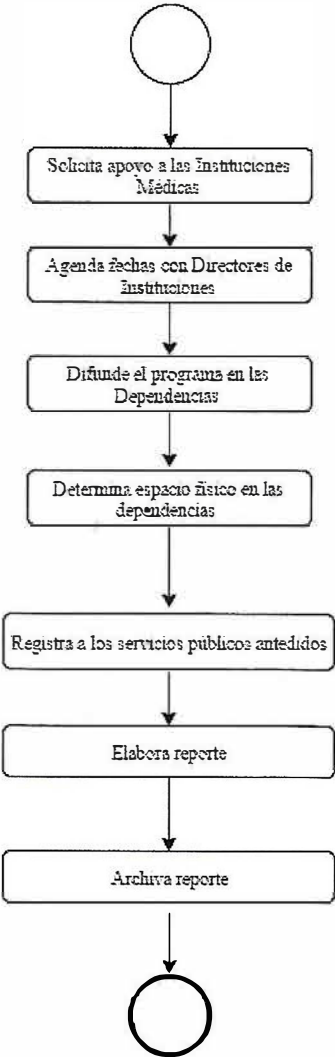 Solicita apoyo a las Instituciones
Médicas
Agenda fechas con Directores de
Instituciones
Difunde el programa en las
Dependencias
Determina espacio físico en las
dependencias
Registra a los servicios públicos antedidos
Elabora reporte
Archiva reporte